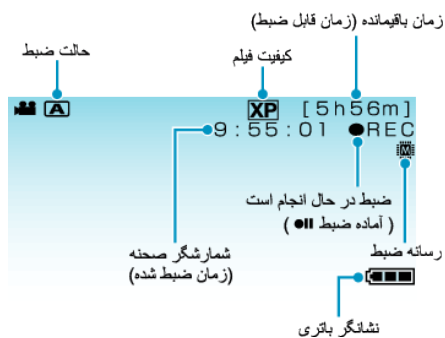 زمان باقیمانده (زمان قابل ضبط)
حالت ضبط
کیفیت فیلم
A
XP
[5h56m]
9:55:01 ●REC
M
ضبط در حال انجام است
( آماده ضبط ●II )
شمارشگر صحنه
(زمان ضبط شده)
رسانه ضبط
نشانگر باتری